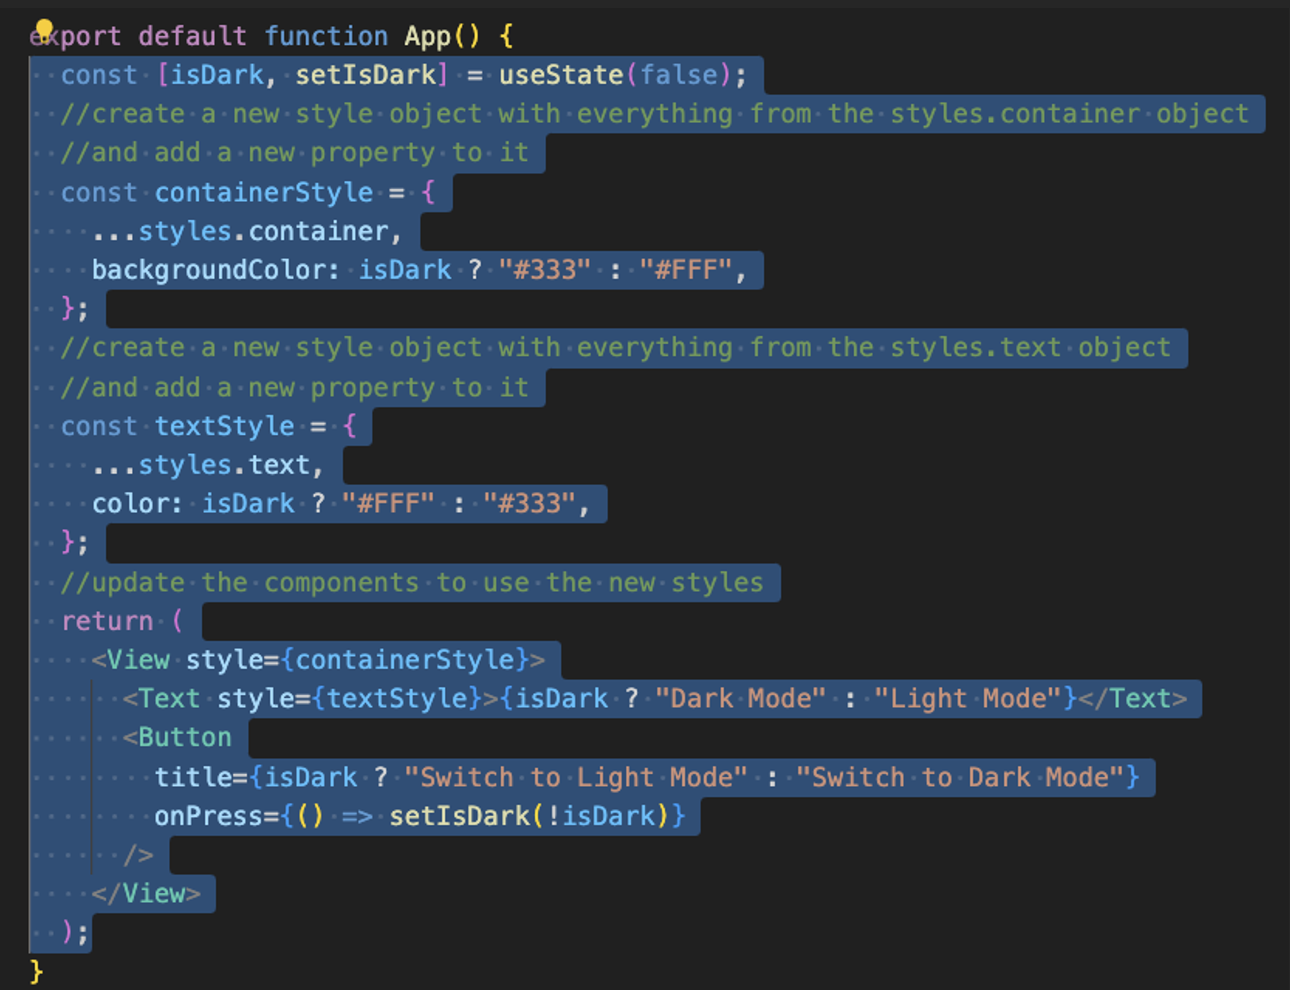 export default function App() {
  const [isDark, setIsDark] = useState(false);
  //create a new style object with everything from the styles.container object
  //and add a new property to it
  const containerStyle = {
    ...styles.container,
    backgroundColor: isDark ? "#333" : "#FFF",
  };
  //create a new style object with everything from the styles.text object
  //and add a new property to it
  const textStyle = {
    ...styles.text,
    color: isDark ? "#FFF" : "#333",
  };
  //update the components to use the new styles
  return (
    <View style={containerStyle}>
      <Text style={textStyle}>{isDark ? "Dark Mode" : "Light Mode"}</Text>
      <Button
        title={isDark ? "Switch to Light Mode" : "Switch to Dark Mode"}
        onPress={() => setIsDark(!isDark)}
      />
    </View>
  );
}